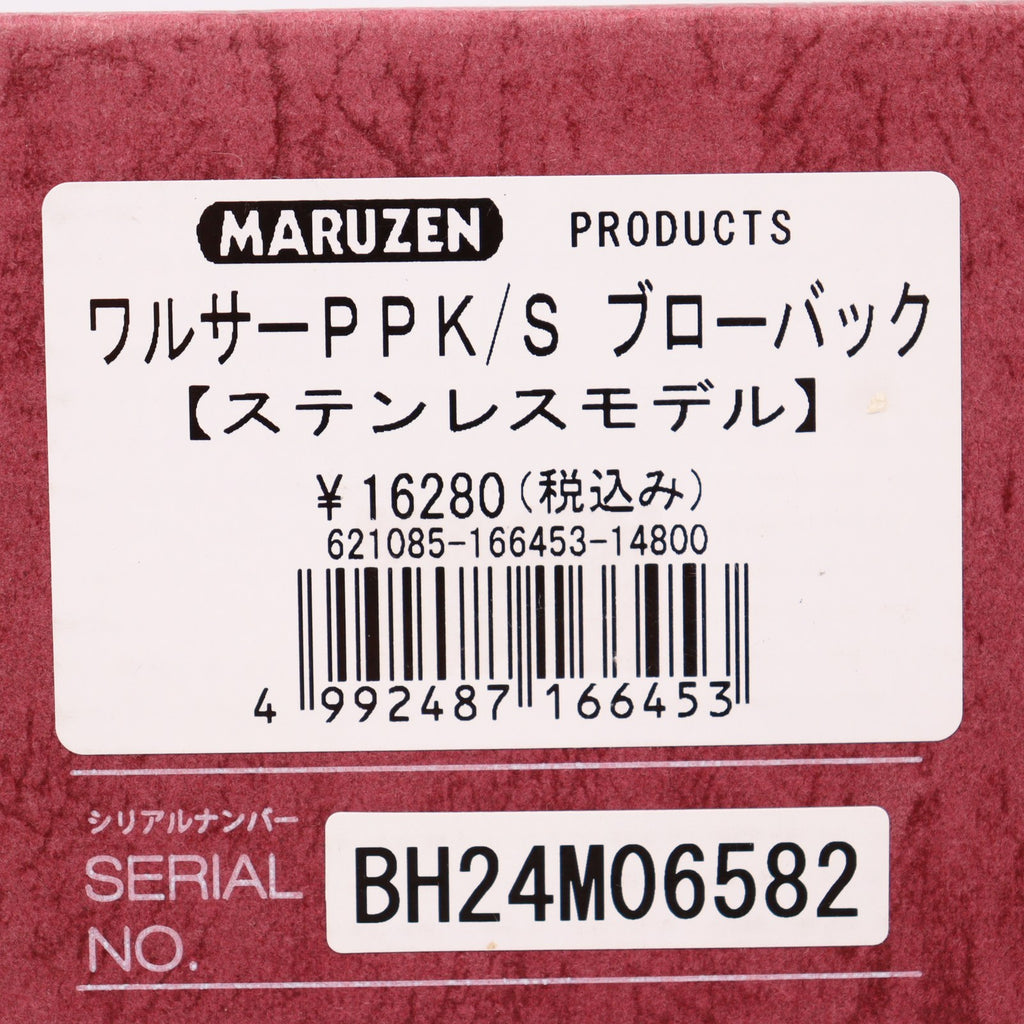 MARUZEN PRODUCTS
ワルサーPPK/S ブローバック
【ステンレスモデル】
¥16280(税込み)
621085-166453-14800
4 992487 166453
シリアルナンバー
SERIAL
NO.
BH24M06582